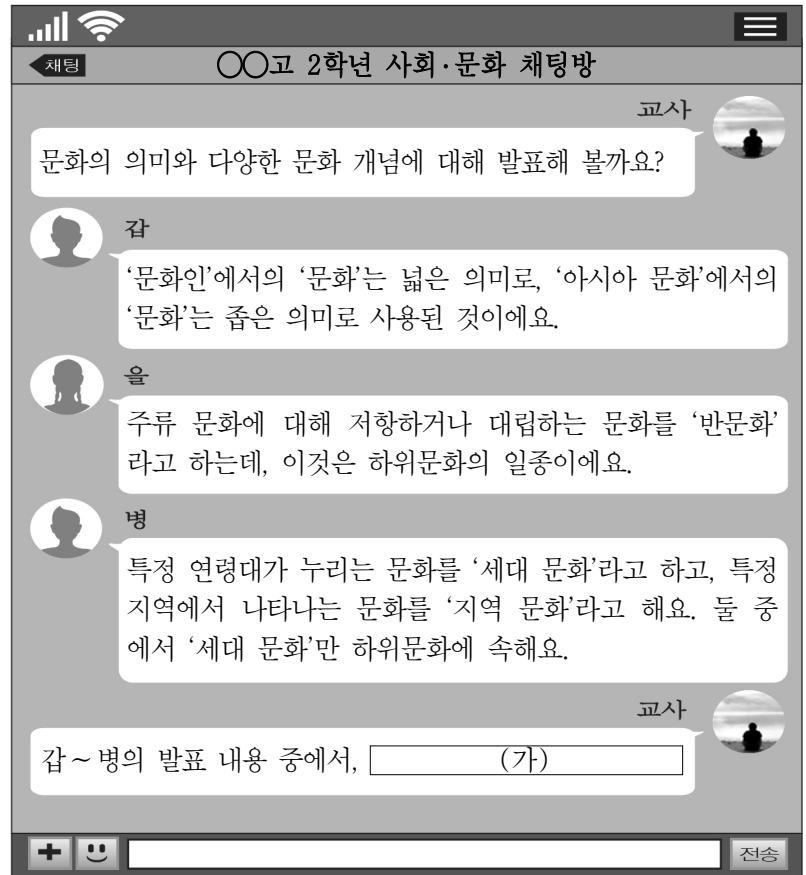 채팅
○○고 2학년 사회·문화 채팅방
교사
문화의 의미와 다양한 문화 개념에 대해 발표해 볼까요?
갑
‘문화인’에서의 ‘문화’는 넓은 의미로, ‘아시아 문화’에서의
‘문화’는 좁은 의미로 사용된 것이에요.
을
주류 문화에 대해 저항하거나 대립하는 문화를 ‘반문화’
라고 하는데, 이것은 하위문화의 일종이에요.
병
특정 연령대가 누리는 문화를 ‘세대 문화’라고 하고, 특정
지역에서 나타나는 문화를 ‘지역 문화’라고 해요. 둘 중
에서 ‘세대 문화’만 하위문화에 속해요.
교사
갑~병의 발표 내용 중에서, (가)
전송